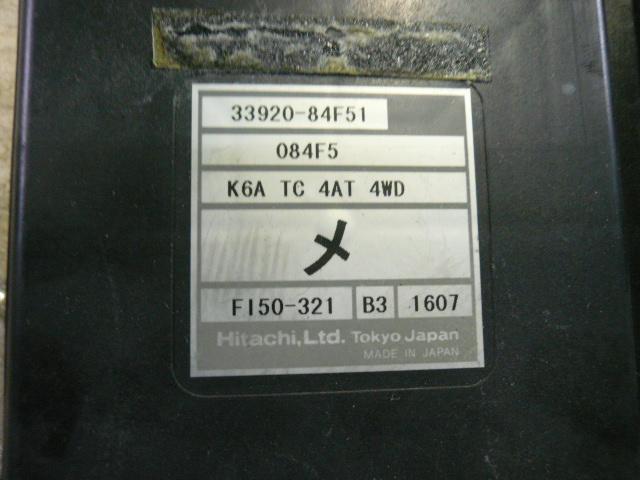 33920-84F51
084F5
K6A TC 4AT 4WD
メ
FI50-321 B3 1607
Hitachi,Ltd. Tokyo Japan
MADE IN JAPAN